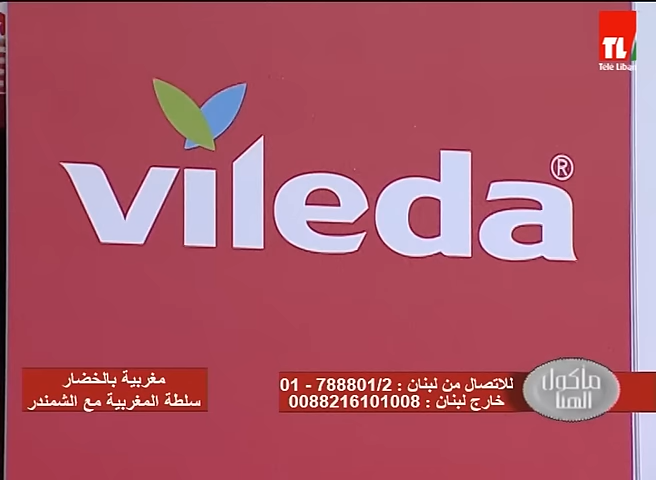 TL
Télé Liban
vileda®
مغربية بالخضار
سلطة المغربية مع الشمندر
للاتصال من لبنان : 788801/2 - 01
خارج لبنان : 0088216101008
مأكول
الهنا